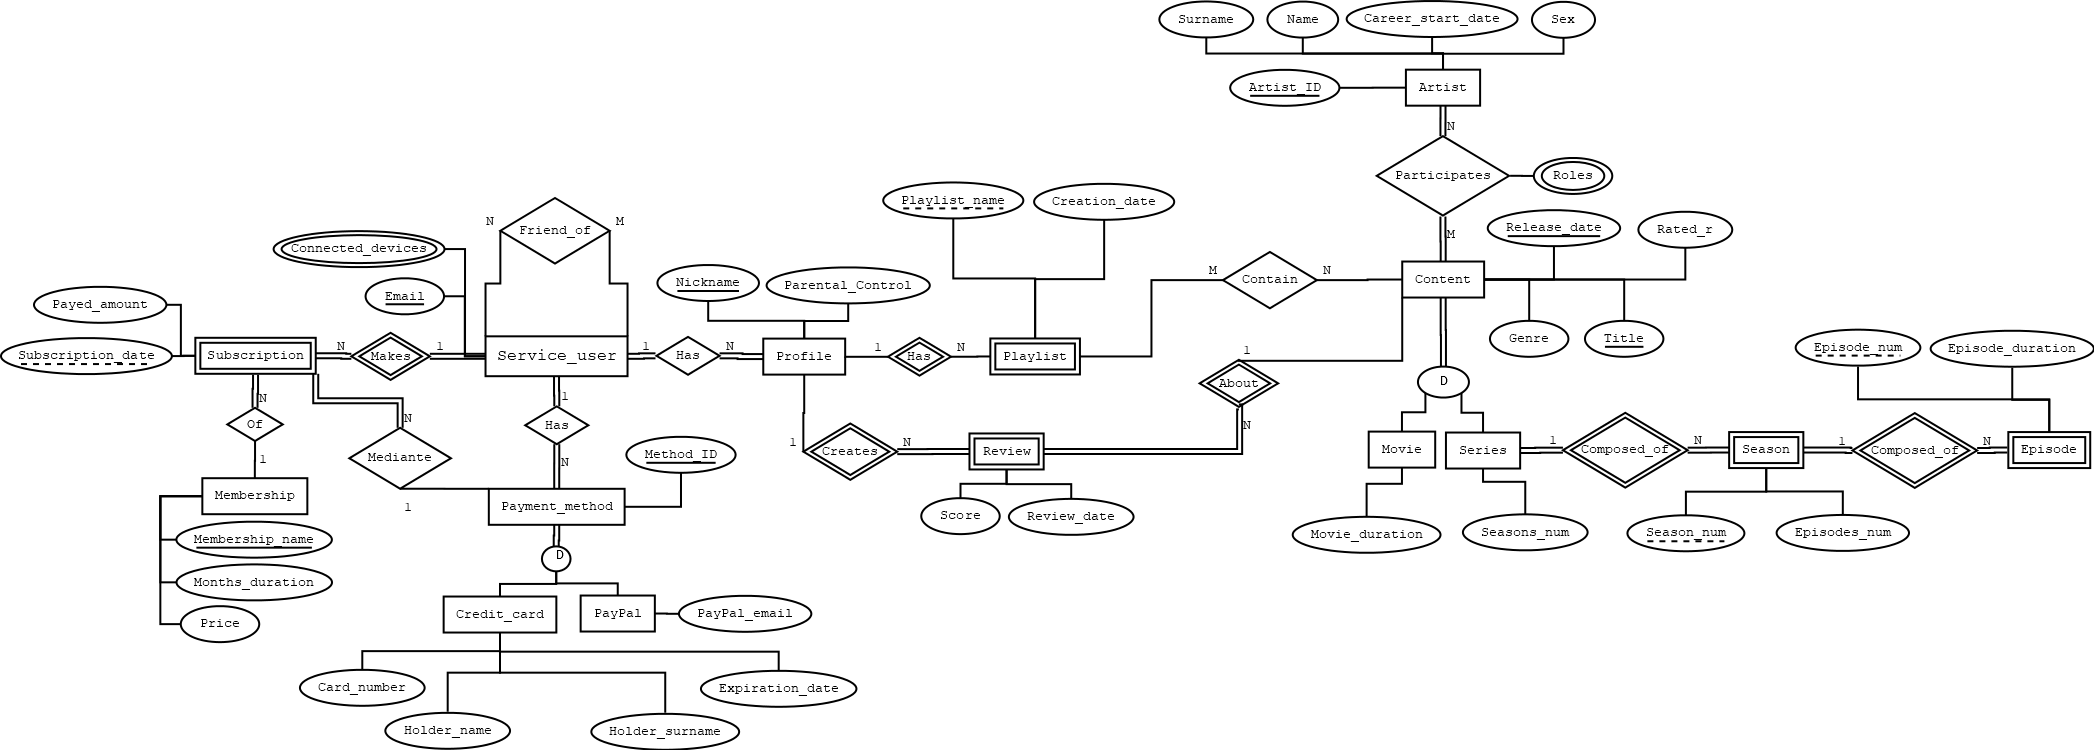 Surname
Name
Career_start_date
Sex
Artist_ID
Artist
N
Participates
Roles
M
Playlist_name
Creation_date
Release_date
Rated_r
N
Friend_of
M
Connected_devices
Email
Nickname
Parental_Control
M
Contain
N
Content
Genre
Title
Payed_amount
Subscription_date
Subscription
N
Makes
1
Service_user
1
Has
N
Profile
1
Has
N
Playlist
1
About
N
D
Episode_num
Episode_duration
N
Of
1
N
Mediante
1
1
Has
N
Method_ID
1
Creates
N
Review
Score
Review_date
Movie
Series
1
Composed_of
N
Season
1
Composed_of
N
Episode
Movie_duration
Seasons_num
Season_num
Episodes_num
Membership
Membership_name
Months_duration
Price
Payment_method
D
Credit_card
PayPal
PayPal_email
Card_number
Expiration_date
Holder_name
Holder_surname